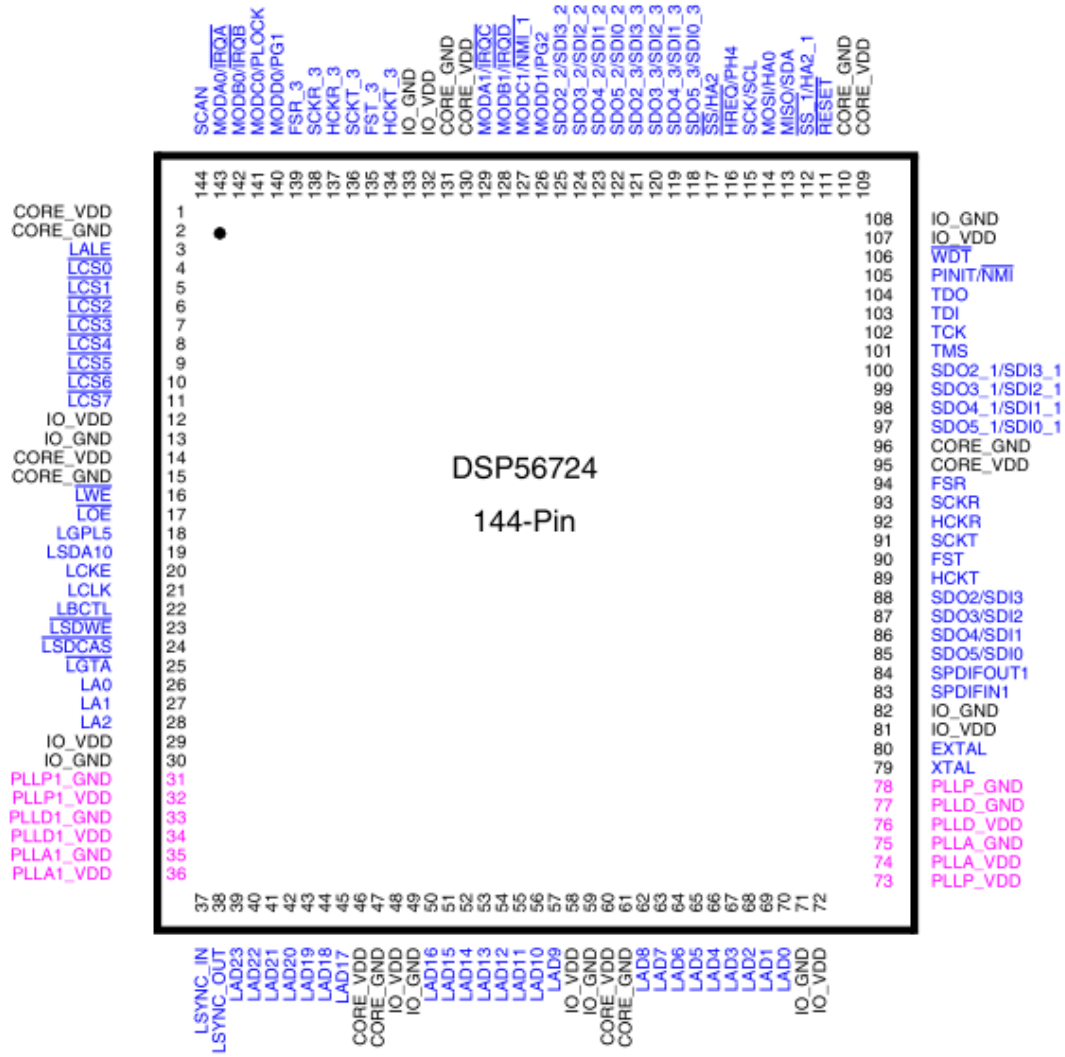 SCAN 144
MODA0/IRQA 143
MODB0/IRQB 142
MODC0/PLOCK 141
MODD0/PG1 140
FSR_3 139
SCKR_3 138
HCKR_3 137
SCKT_3 136
FST_3 135
HCKT_3 134
IO_GND 133
IO_VDD 132
CORE_GND 131
CORE_VDD 130
MODA1/IRQC 129
MODB1/IRQD 128
MODC1/NMI_1 127
MODD1/PG2 126
SDO2_2/SDI3_2 125
SDO3_2/SDI2_2 124
SDO4_2/SDI1_2 123
SDO5_2/SDI0_2 122
SDO2_3/SDI3_3 121
SDO3_3/SDI2_3 120
SDO4_3/SDI1_3 119
SDO5_3/SDI0_3 118
SS/HA2 117
HREQ/PH4 116
SCK/SCL 115
MOSI/HA0 114
MISO/SDA 113
SS_1/HA2_1 112
RESET 111
CORE_GND 110
CORE_VDD 109
CORE_VDD 1
CORE_GND 2
LALE 3
LCS0 4
LCS1 5
LCS2 6
LCS3 7
LCS4 8
LCS5 9
LCS6 10
LCS7 11
IO_VDD 12
IO_GND 13
CORE_VDD 14
CORE_GND 15
LWE 16
LOE 17
LGPL5 18
LSDA10 19
LCKE 20
LCLK 21
LBCTL 22
LSDWE 23
LSDCAS 24
LGTA 25
LA0 26
LA1 27
LA2 28
IO_VDD 29
IO_GND 30
PLLP1_GND 31
PLLP1_VDD 32
PLLD1_GND 33
PLLD1_VDD 34
PLLA1_GND 35
PLLA1_VDD 36
DSP56724
144-Pin
108 IO_GND
107 IO_VDD
106 WDT
105 PINIT/NMI
104 TDO
103 TDI
102 TCK
101 TMS
100 SDO2_1/SDI3_1
99 SDO3_1/SDI2_1
98 SDO4_1/SDI1_1
97 SDO5_1/SDI0_1
96 CORE_GND
95 CORE_VDD
94 FSR
93 SCKR
92 HCKR
91 SCKT
90 FST
89 HCKT
88 SDO2/SDI3
87 SDO3/SDI2
86 SDO4/SDI1
85 SDO5/SDI0
84 SPDIFOUT1
83 SPDIFIN1
82 IO_GND
81 IO_VDD
80 EXTAL
79 XTAL
78 PLLP_GND
77 PLLD_GND
76 PLLD_VDD
75 PLLA_GND
74 PLLA_VDD
73 PLLP_VDD
37 LSYNC_IN
38 LSYNC_OUT
39 LAD23
40 LAD22
41 LAD21
42 LAD20
43 LAD19
44 LAD18
45 LAD17
46 CORE_VDD
47 CORE_GND
48 IO_VDD
49 IO_GND
50 LAD16
51 LAD15
52 LAD14
53 LAD13
54 LAD12
55 LAD11
56 LAD10
57 LAD9
58 IO_VDD
59 IO_GND
60 CORE_VDD
61 CORE_GND
62 LAD8
63 LAD7
64 LAD6
65 LAD5
66 LAD4
67 LAD3
68 LAD2
69 LAD1
70 LAD0
71 IO_GND
72 IO_VDD